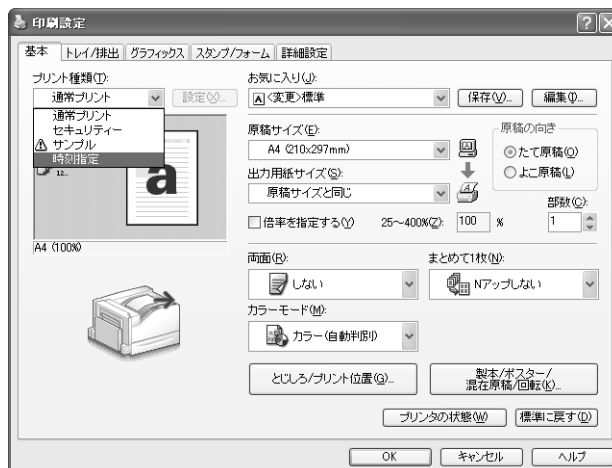 印刷設定
基本 トレイ/排出 グラフィックス スタンプ/フォーム 詳細設定
プリント種類(T):
通常プリント 設定(X)...
通常プリント
セキュリティー
サンプル
時刻指定
a
12...
A4 (100%)
お気に入り(J):
A <変更>標準 保存(V)... 編集(I)...
原稿サイズ(E):
A4 (210x297mm)
出力用紙サイズ(S):
原稿サイズと同じ
原稿の向き
たて原稿(O)
よこ原稿(L)
倍率を指定する(Y) 25～400%(Z): 100 %
部数(C):
1
両面(R):
しない
まとめて1枚(N):
Nアップしない
カラーモード(M):
カラー(自動判別)
とじしろ/プリント位置(G)...
製本/ポスター/
混在原稿/回転(K)...
プリンタの状態(W) 標準に戻す(D)
OK キャンセル ヘルプ